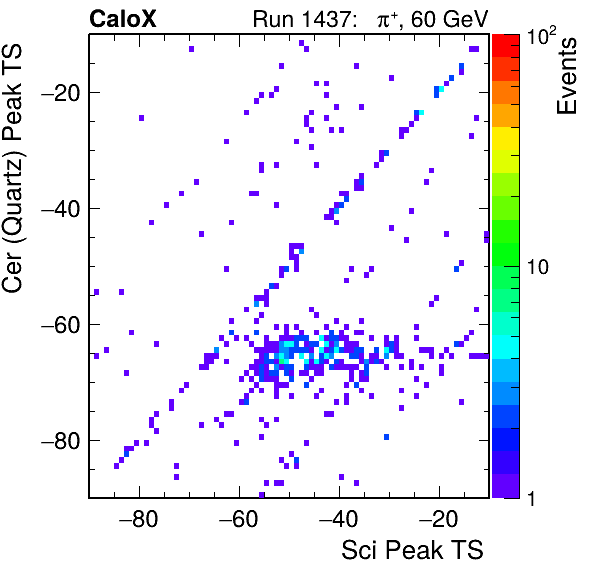 CaloX
Run 1437: π⁺, 60 GeV
Cer (Quartz) Peak TS
Events
10²
10
1
−20
−40
−60
−80
−80
−60
−40
−20
Sci Peak TS